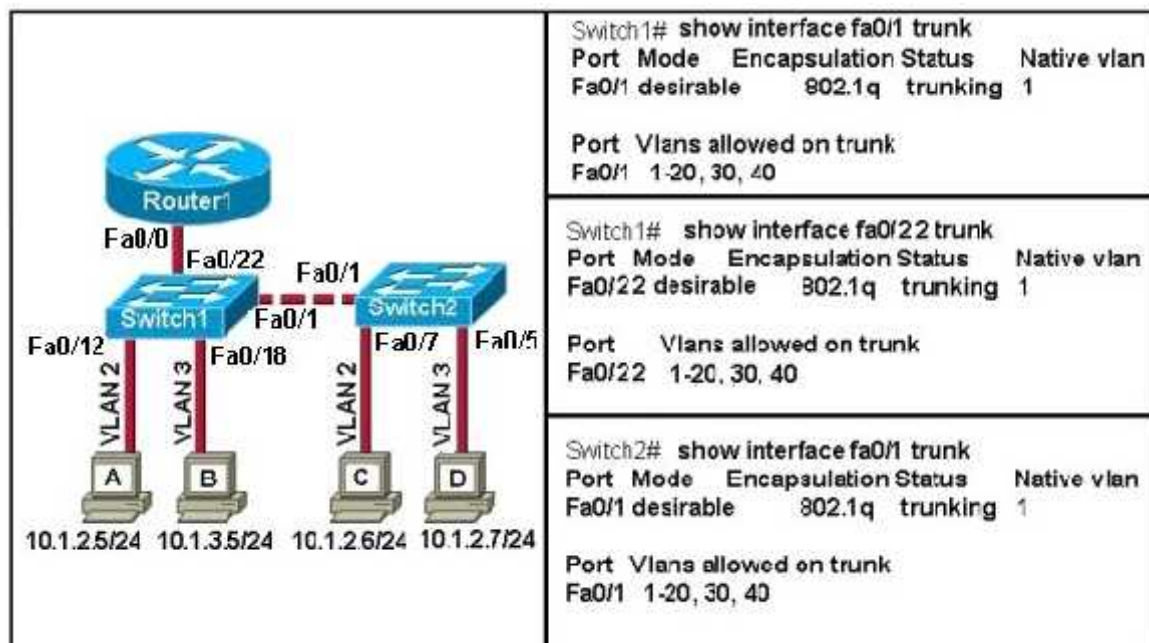 Router1
Fa0/0
Fa0/22
Fa0/1
Switch1
Fa0/1
Switch2
Fa0/12
Fa0/18
Fa0/7
Fa0/5
VLAN 2
VLAN 3
VLAN 2
VLAN 3
A
B
C
D
10.1.2.5/24
10.1.3.5/24
10.1.2.6/24
10.1.2.7/24
Switch1# show interface fa0/1 trunk
Port Mode Encapsulation Status Native vlan
Fa0/1 desirable 802.1q trunking 1
Port Vlans allowed on trunk
Fa0/1 1-20, 30, 40
Switch1# show interface fa0/22 trunk
Port Mode Encapsulation Status Native vlan
Fa0/22 desirable 802.1q trunking 1
Port Vlans allowed on trunk
Fa0/22 1-20, 30, 40
Switch2# show interface fa0/1 trunk
Port Mode Encapsulation Status Native vlan
Fa0/1 desirable 802.1q trunking 1
Port Vlans allowed on trunk
Fa0/1 1-20, 30, 40